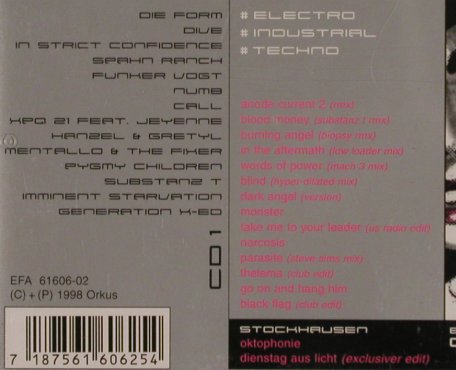 DIE FORM
DIVE
IN STRICT CONFIDENCE
SPAHN RANCH
FUNKER VOGT
NUMB
CALL
XPQ 21 FEAT. JEYENNE
HANZEL & GRETYL
MENTALLO & THE FIXER
PYGMY CHILDREN
SUBSTANZ T
IMMINENT STARVATION
GENERATION X-ED
CD 1
EFA 61606-02
(C) + (P) 1998 Orkus
7 187561 606254
# ELECTRO
# INDUSTRIAL
# TECHNO
anode current 2 (mix)
blood money (substanz t mix)
burning angel (biopsy mix)
in the aftermath (low loader mix)
words of power (mach 3 mix)
blind (hyper-dilated mix)
dark angel (version)
monster
take me to your leader (us radio edit)
narcosis
parasite (steve sims mix)
thelema (club edit)
go on and hang him
black flag (club edit)
STOCKHAUSEN
oktophonie
dienstag aus licht (exclusiver edit)